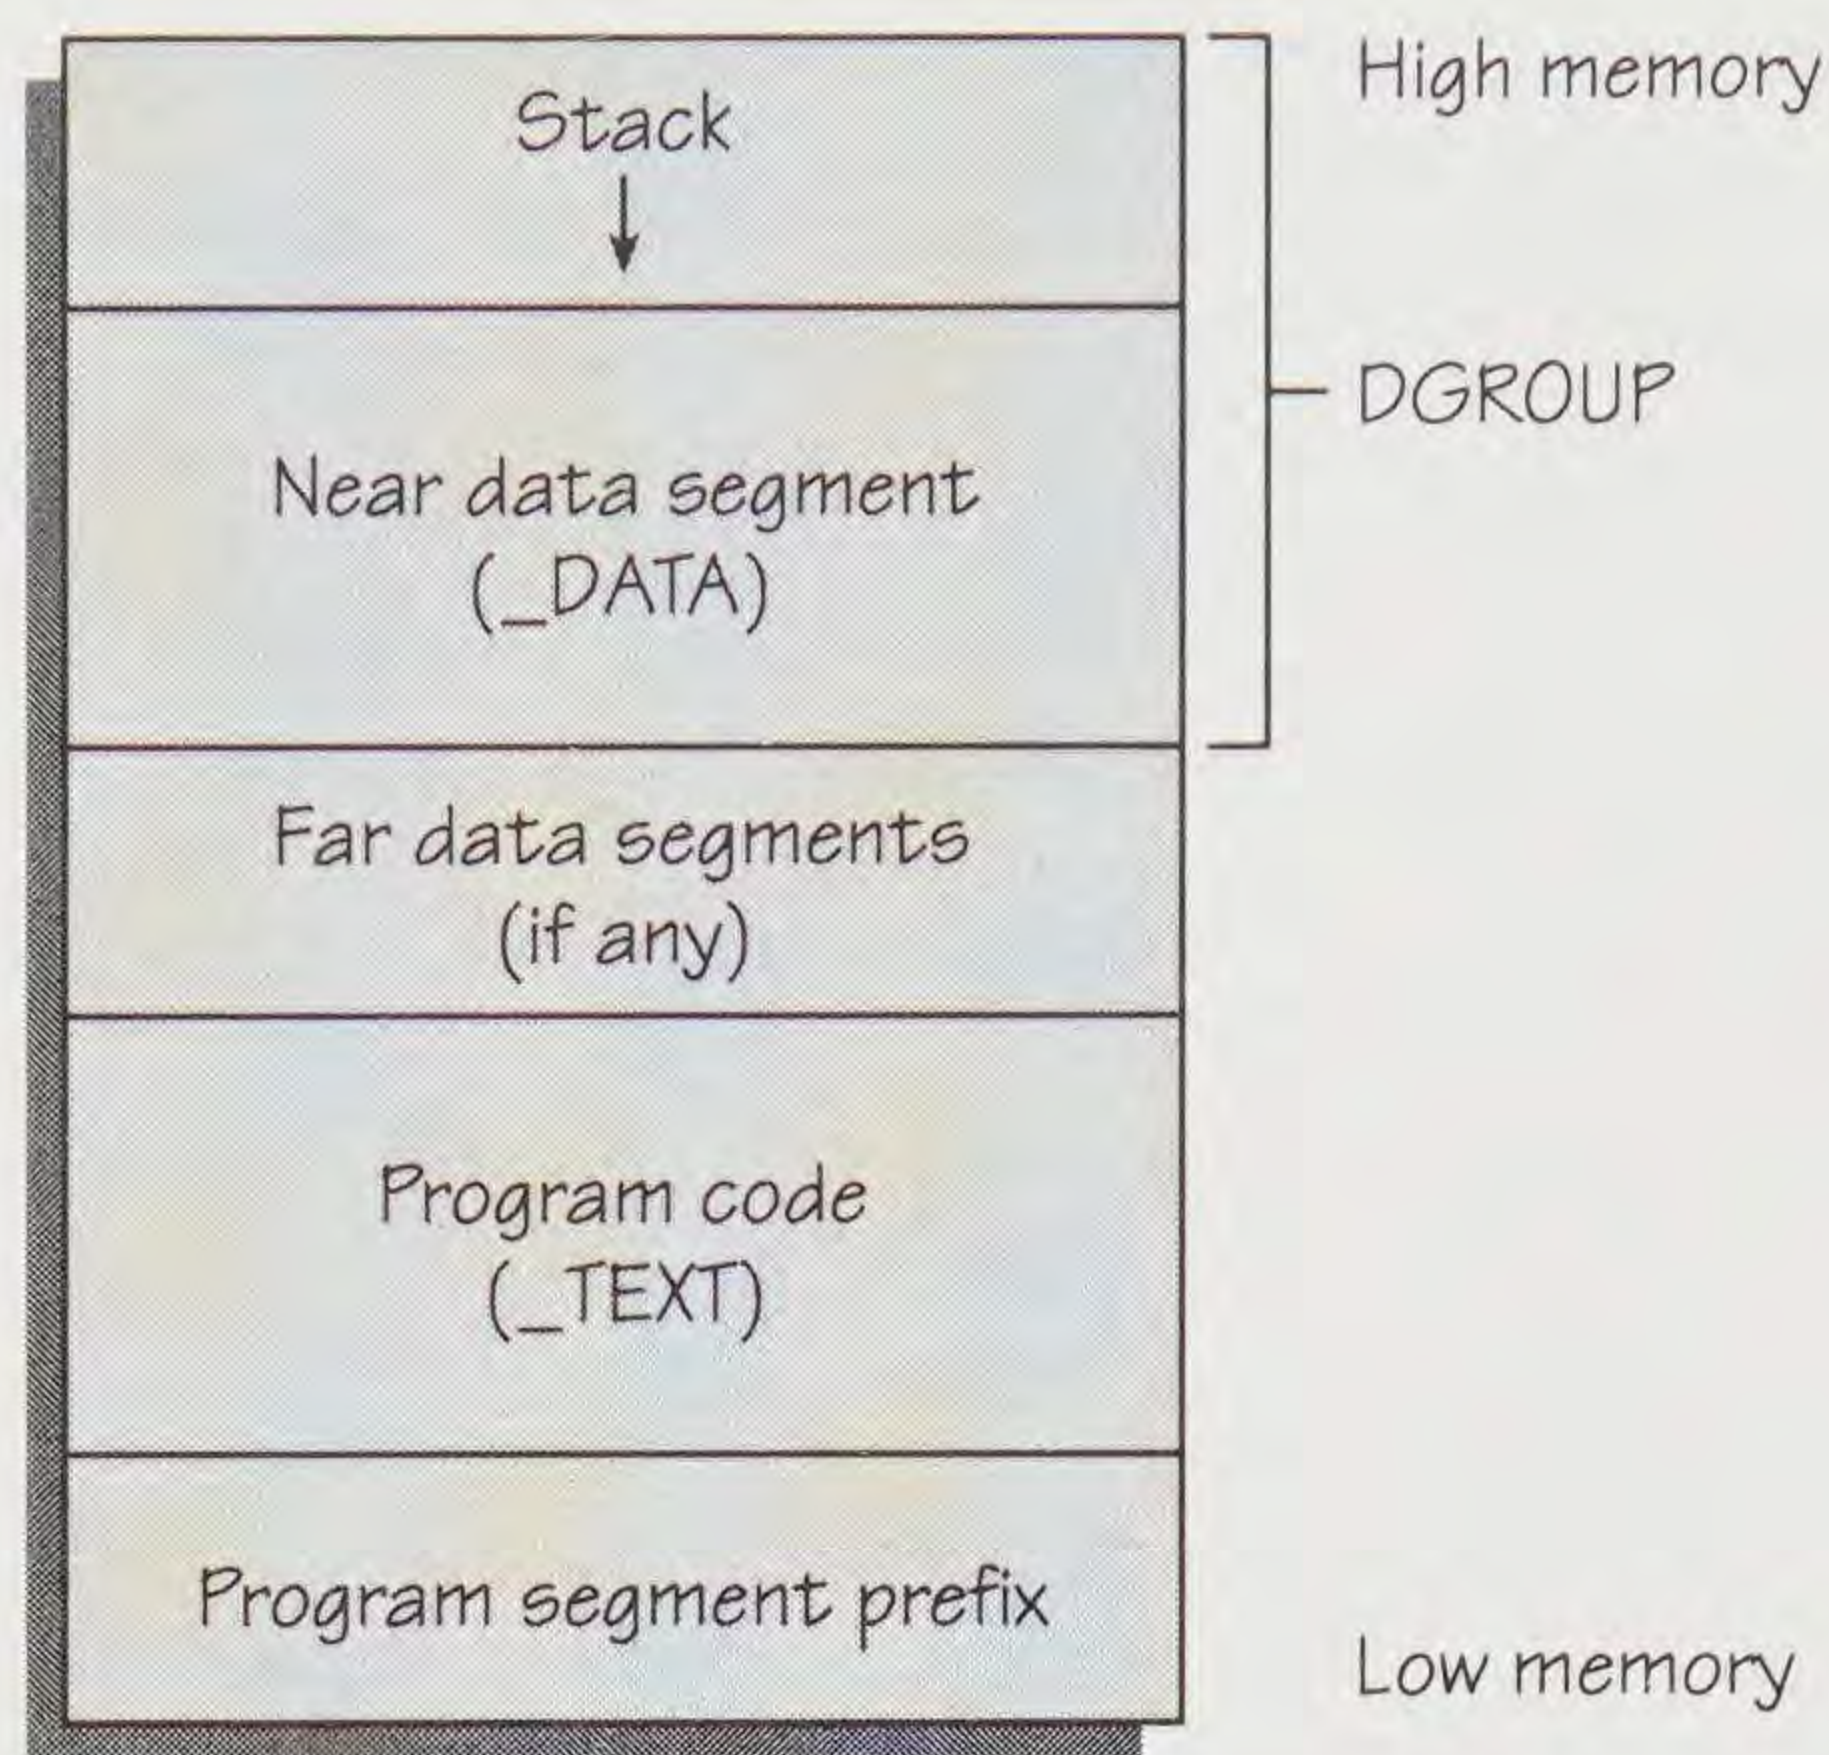 High memory
Stack
DGROUP
Near data segment
(_DATA)
Far data segments
(if any)
Program code
(_TEXT)
Program segment prefix
Low memory